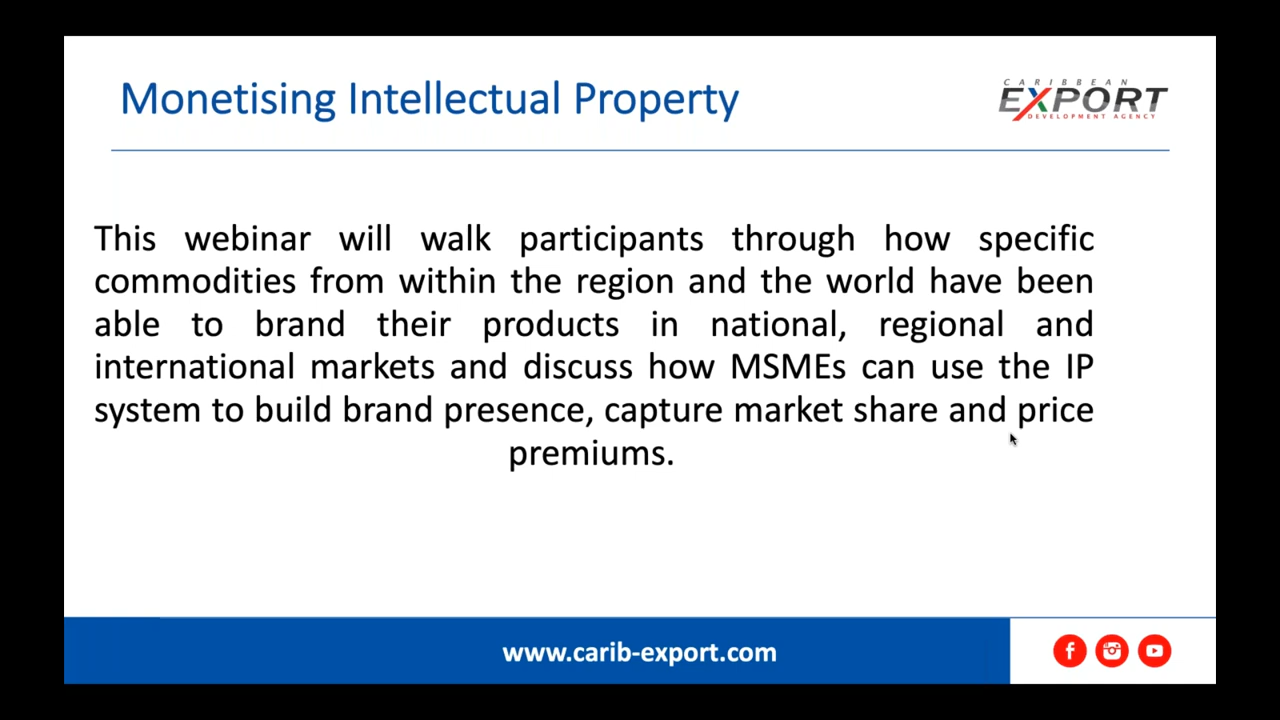 Monetising Intellectual Property
CARIBBEAN
EXPORT
DEVELOPMENT AGENCY
This webinar will walk participants through how specific
commodities from within the region and the world have been
able to brand their products in national, regional and
international markets and discuss how MSMEs can use the IP
system to build brand presence, capture market share and price
premiums.
www.carib-export.com